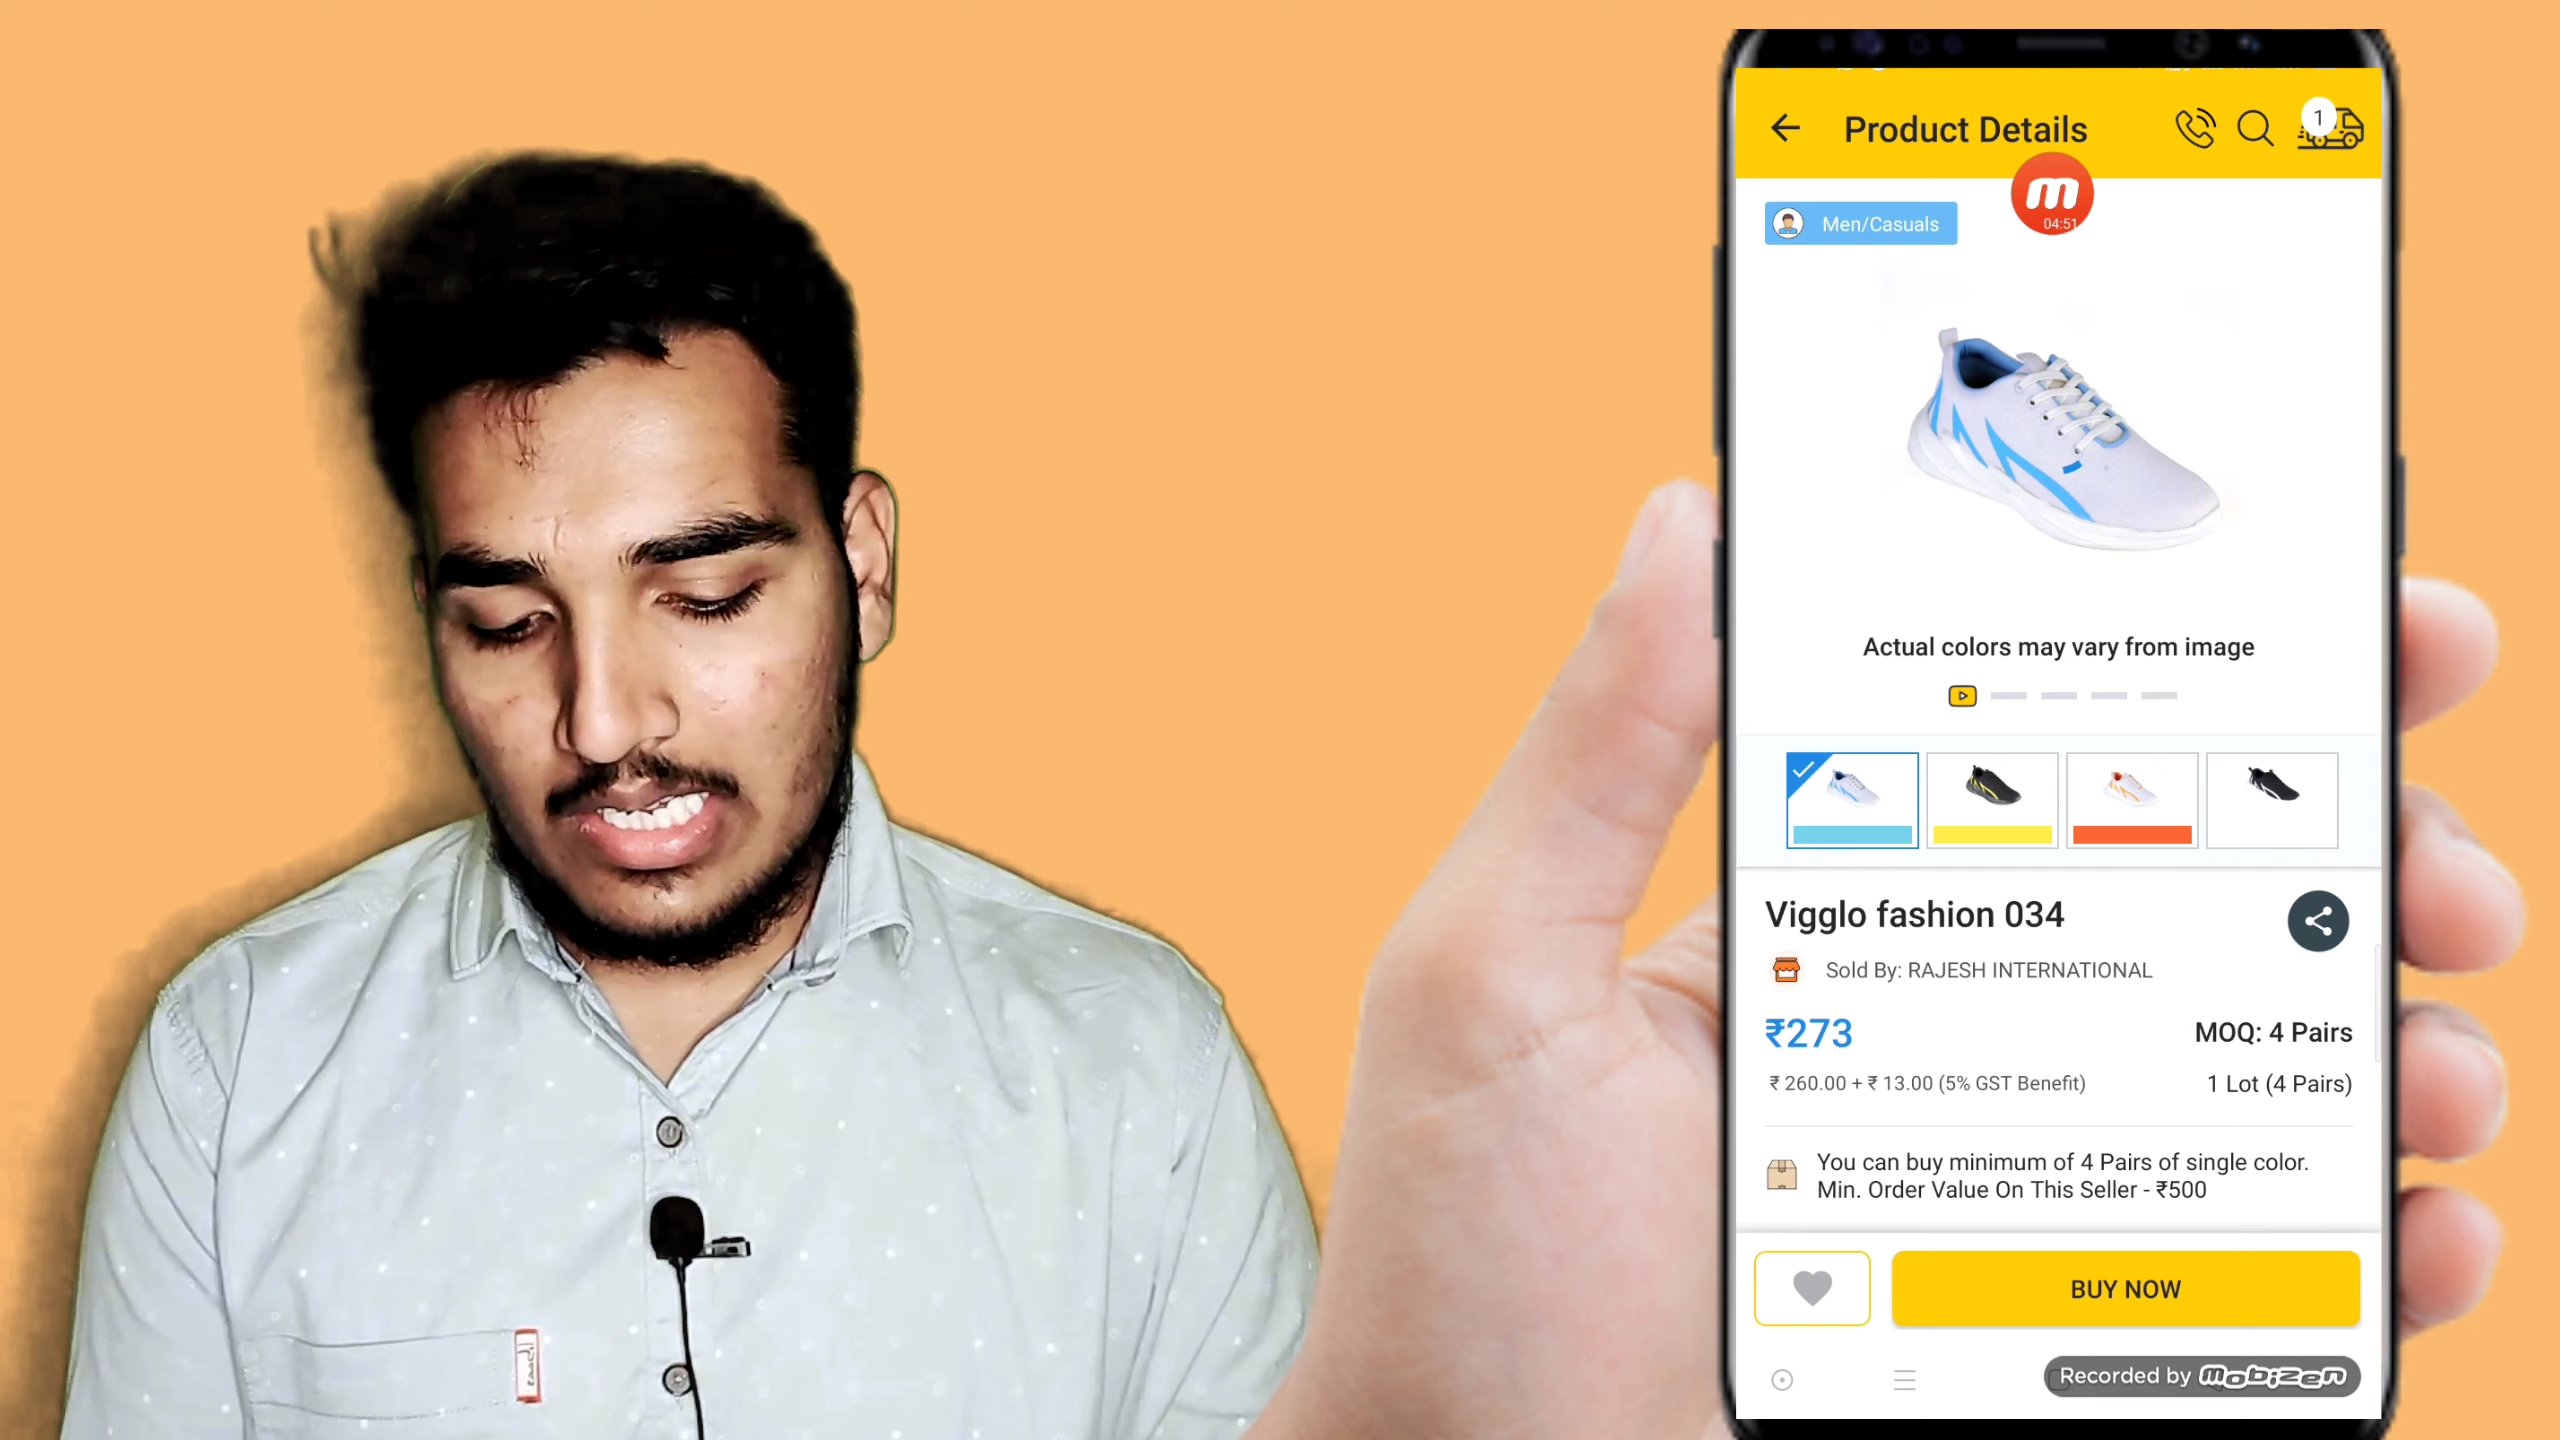 Product Details
1
m
04:51
Men/Casuals
Actual colors may vary from image
Vigglo fashion 034
Sold By: RAJESH INTERNATIONAL
₹273
MOQ: 4 Pairs
₹ 260.00 + ₹ 13.00 (5% GST Benefit)
1 Lot (4 Pairs)
You can buy minimum of 4 Pairs of single color.
Min. Order Value On This Seller - ₹500
BUY NOW
Recorded by mobizen